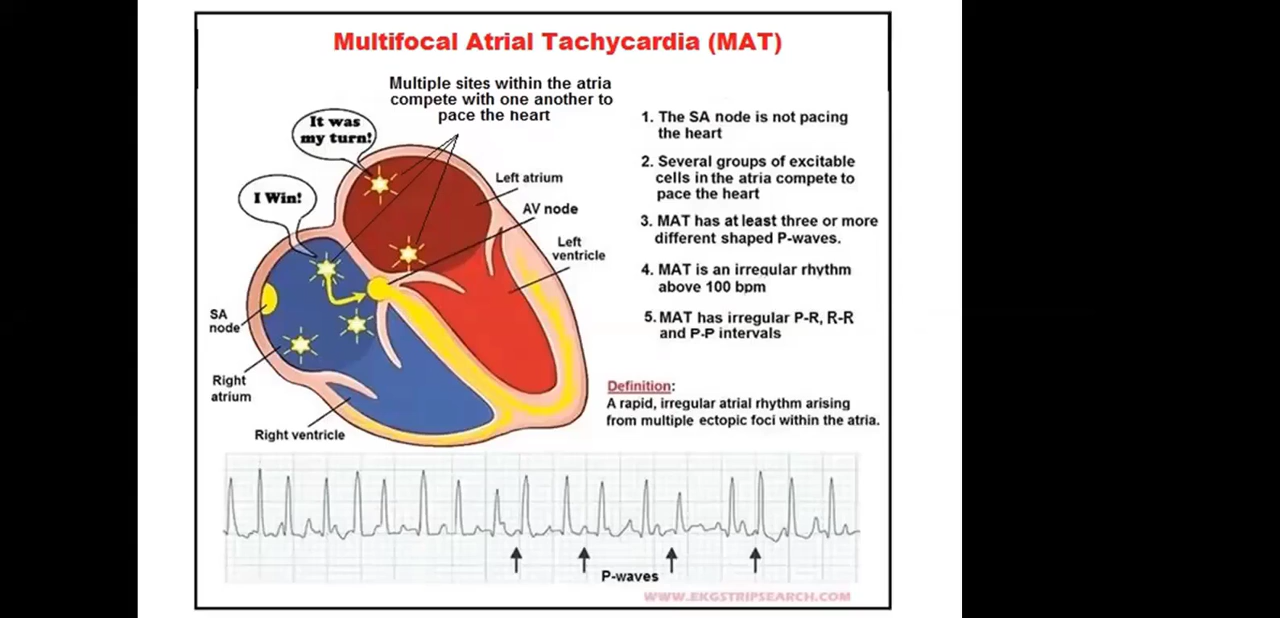 Multifocal Atrial Tachycardia (MAT)
Multiple sites within the atria
compete with one another to
pace the heart
It was
my turn!
I Win!
Left atrium
AV node
Left
ventricle
SA
node
Right
atrium
Right ventricle
1. The SA node is not pacing
the heart
2. Several groups of excitable
cells in the atria compete to
pace the heart
3. MAT has at least three or more
different shaped P-waves.
4. MAT is an irregular rhythm
above 100 bpm
5. MAT has irregular P-R, R-R
and P-P intervals
Definition:
A rapid, irregular atrial rhythm arising
from multiple ectopic foci within the atria.
P-waves
WWW.EKGSTRIPSEARCH.COM